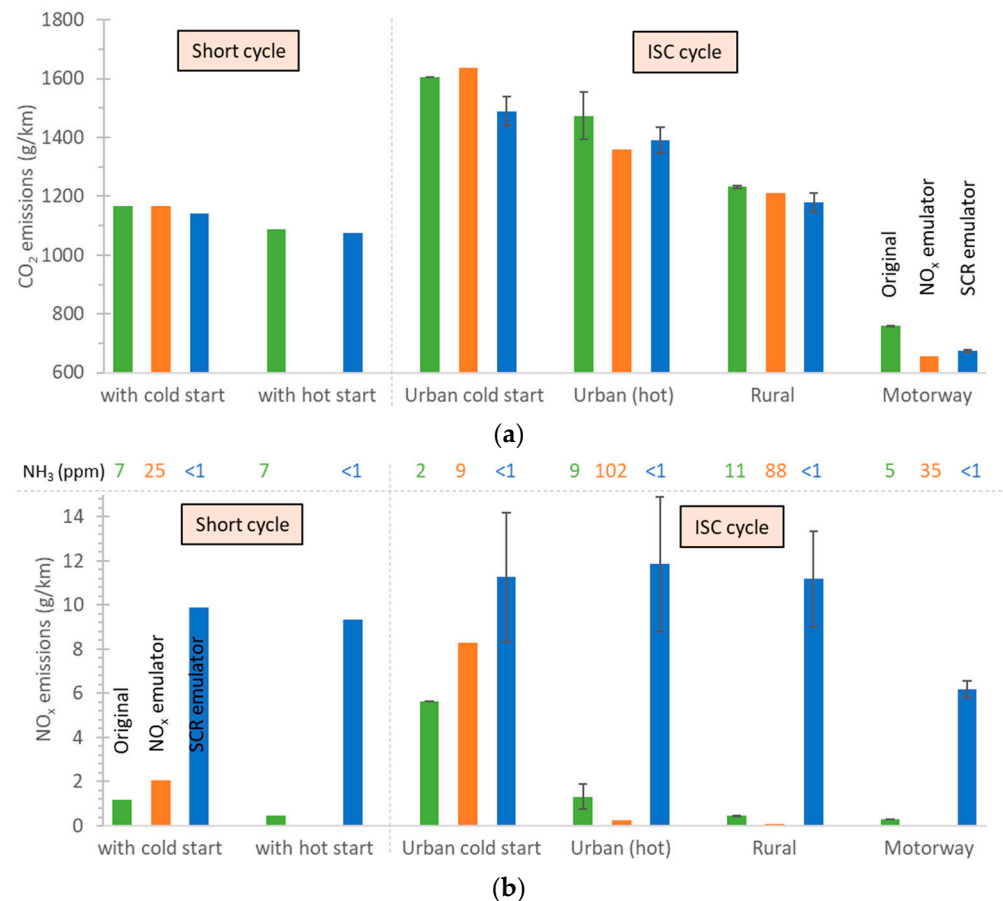 1800
Short cycle
ISC cycle
1600
1400
1200
1000
800
600
CO2 emissions (g/km)
Original
NOx emulator
SCR emulator
with cold start with hot start Urban cold start Urban (hot) Rural Motorway
(a)
NH3 (ppm) 7 25 <1 7 <1 2 9 <1 9 102 <1 11 88 <1 5 35 <1
14
Short cycle
ISC cycle
12
10
8
6
4
2
0
NOx emissions (g/km)
Original
NOx emulator
SCR emulator
with cold start with hot start Urban cold start Urban (hot) Rural Motorway
(b)